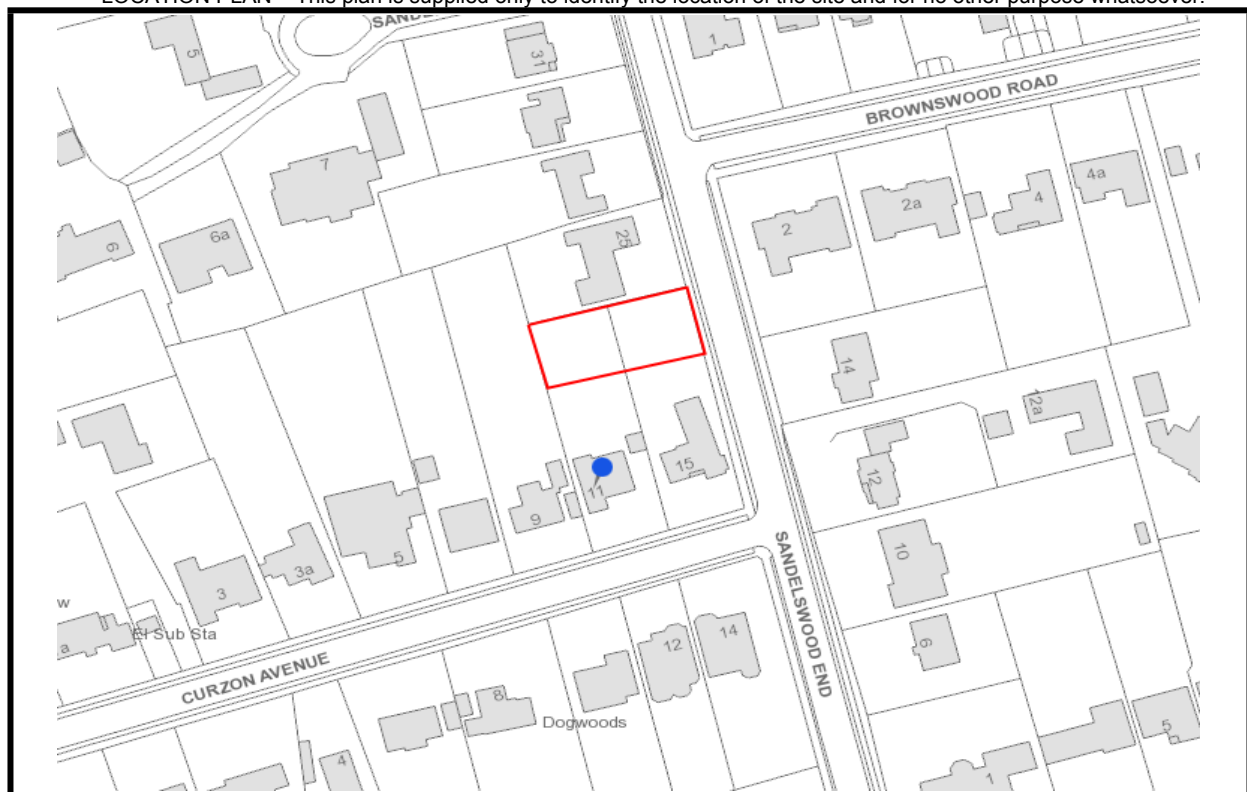 LOCATION PLAN – This plan is supplied only to identify the location of the site and for no other purpose whatsoever.
5
31
1
BROWNSWOOD ROAD
7
4a
4
2a
2
6
6a
25
14
12a
15
12
11
9
10
5
3a
3
w
a
El Sub Sta
CURZON AVENUE
SANDELSWOOD END
6
12
14
8
Dogwoods
5
4
1